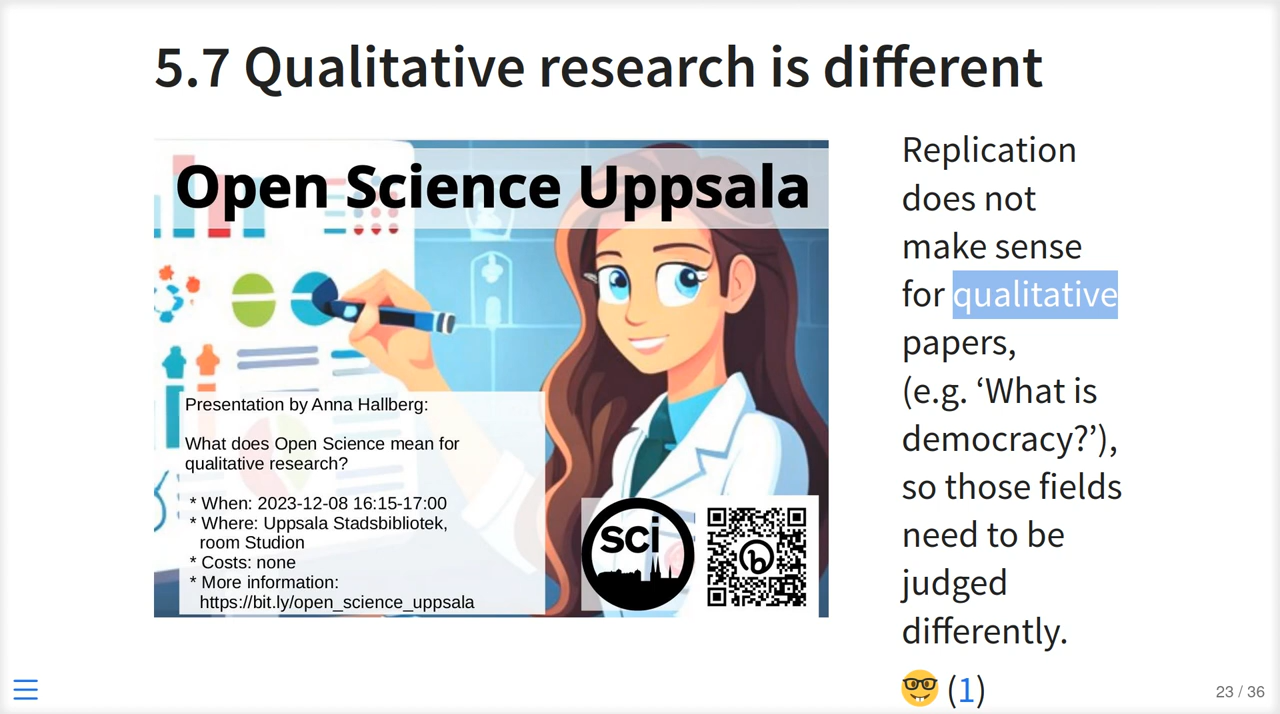 5.7 Qualitative research is different
Open Science Uppsala
Presentation by Anna Hallberg:
What does Open Science mean for
qualitative research?
* When: 2023-12-08 16:15-17:00
* Where: Uppsala Stadsbibliotek,
room Studion
* Costs: none
* More information:
https://bit.ly/open_science_uppsala
sci
b
Replication
does not
make sense
for qualitative
papers,
(e.g. ‘What is
democracy?’),
so those fields
need to be
judged
differently.
🤓 (1)
23 / 36